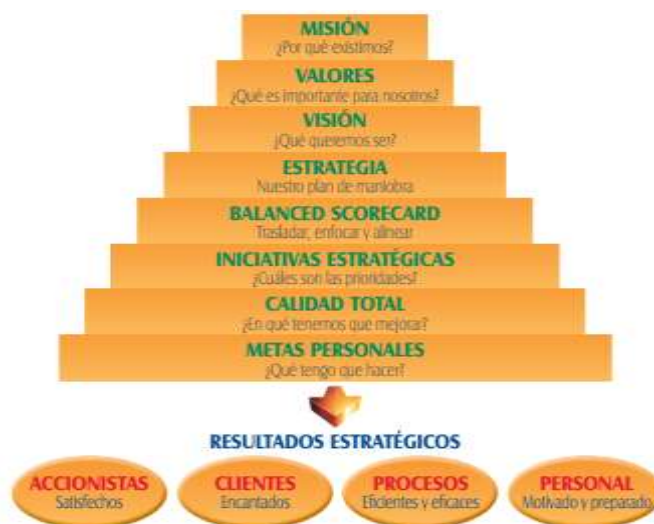 MISIÓN
¿Por qué existimos?
VALORES
¿Qué es importante para nosotros?
VISIÓN
¿Qué queremos ser?
ESTRATEGIA
Nuestro plan de maniobra
BALANCED SCORECARD
Trasladar, enfocar y alinear
INICIATIVAS ESTRATÉGICAS
¿Cuáles son las prioridades?
CALIDAD TOTAL
¿En qué tenemos que mejorar?
METAS PERSONALES
¿Qué tengo que hacer?
RESULTADOS ESTRATÉGICOS
ACCIONISTAS
Satisfechos
CLIENTES
Encantados
PROCESOS
Eficientes y eficaces
PERSONAL
Motivado y preparado